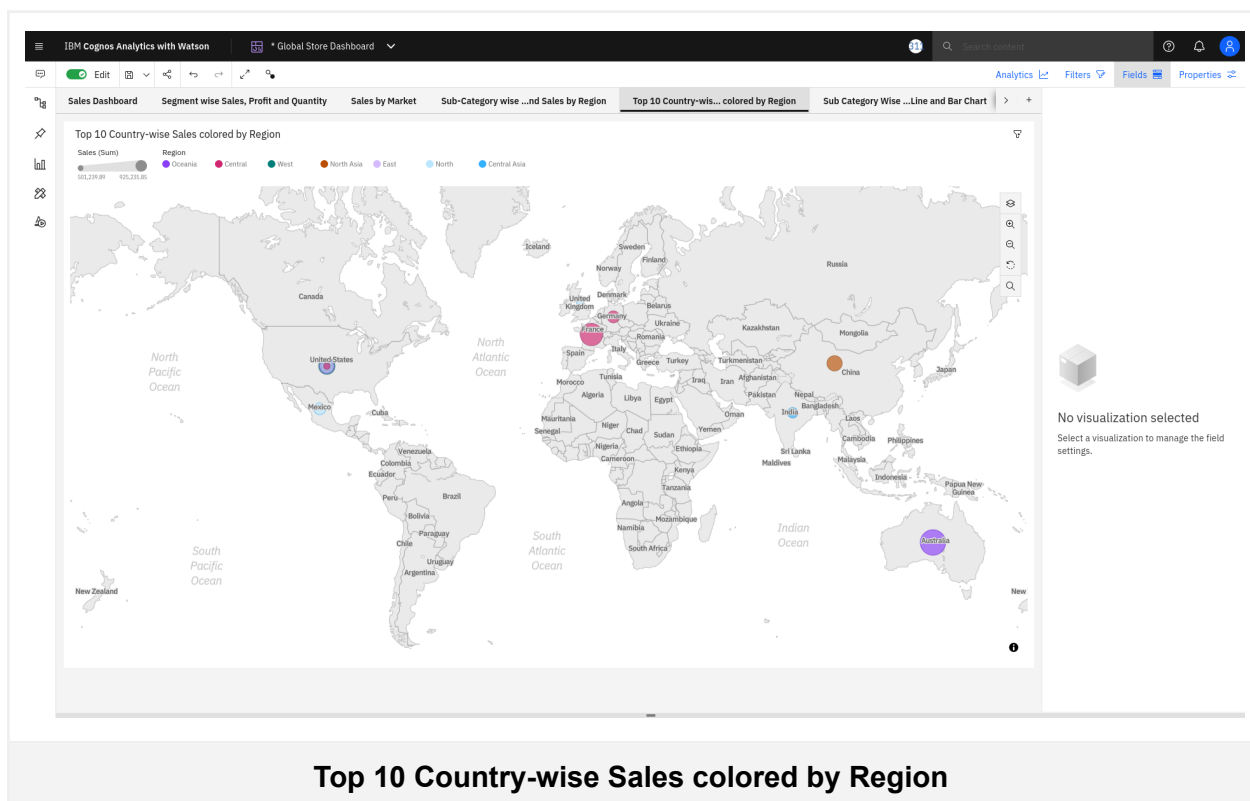 IBM Cognos Analytics with Watson
* Global Store Dashboard
Search content
Edit
Analytics
Filters
Fields
Properties
Sales Dashboard
Segment wise Sales, Profit and Quantity
Sales by Market
Sub-Category wise ...nd Sales by Region
Top 10 Country-wis... colored by Region
Sub Category Wise ...Line and Bar Chart
Top 10 Country-wise Sales colored by Region
Sales (Sum)
101,239.89 925,235.85
Region
Oceania
Central
West
North Asia
East
North
Central Asia
Iceland
Sweden
Finland
Norway
Russia
Canada
United
Kingdom
Denmark
Belarus
Germany
Ukraine
France
Romania
Kazakhstan
Mongolia
North
Pacific
Ocean
United States
North
Atlantic
Ocean
Spain
Italy
Greece
Turkey
Turkmenistan
China
Japan
Morocco
Tunisia
Iraq
Iran
Afghanistan
Pakistan
Nepal
Algeria
Libya
Egypt
Bangladesh
Mexico
Cuba
Mauritania
Senegal
Niger
Chad
Sudan
Oman
Yemen
India
Laos
Cambodia
Philippines
Venezuela
Colombia
Ecuador
Nigeria
Cameroon
Ethiopia
Kenya
Sri Lanka
Maldives
Malaysia
Indonesia
Papua New
Guinea
Peru
Brazil
Tanzania
Angola
Bolivia
Paraguay
Chile
Mozambique
Namibia
South Africa
South
Pacific
Ocean
South
Atlantic
Ocean
Indian
Ocean
Australia
Uruguay
Argentina
New Zealand
New
No visualization selected
Select a visualization to manage the field
settings.
Top 10 Country-wise Sales colored by Region